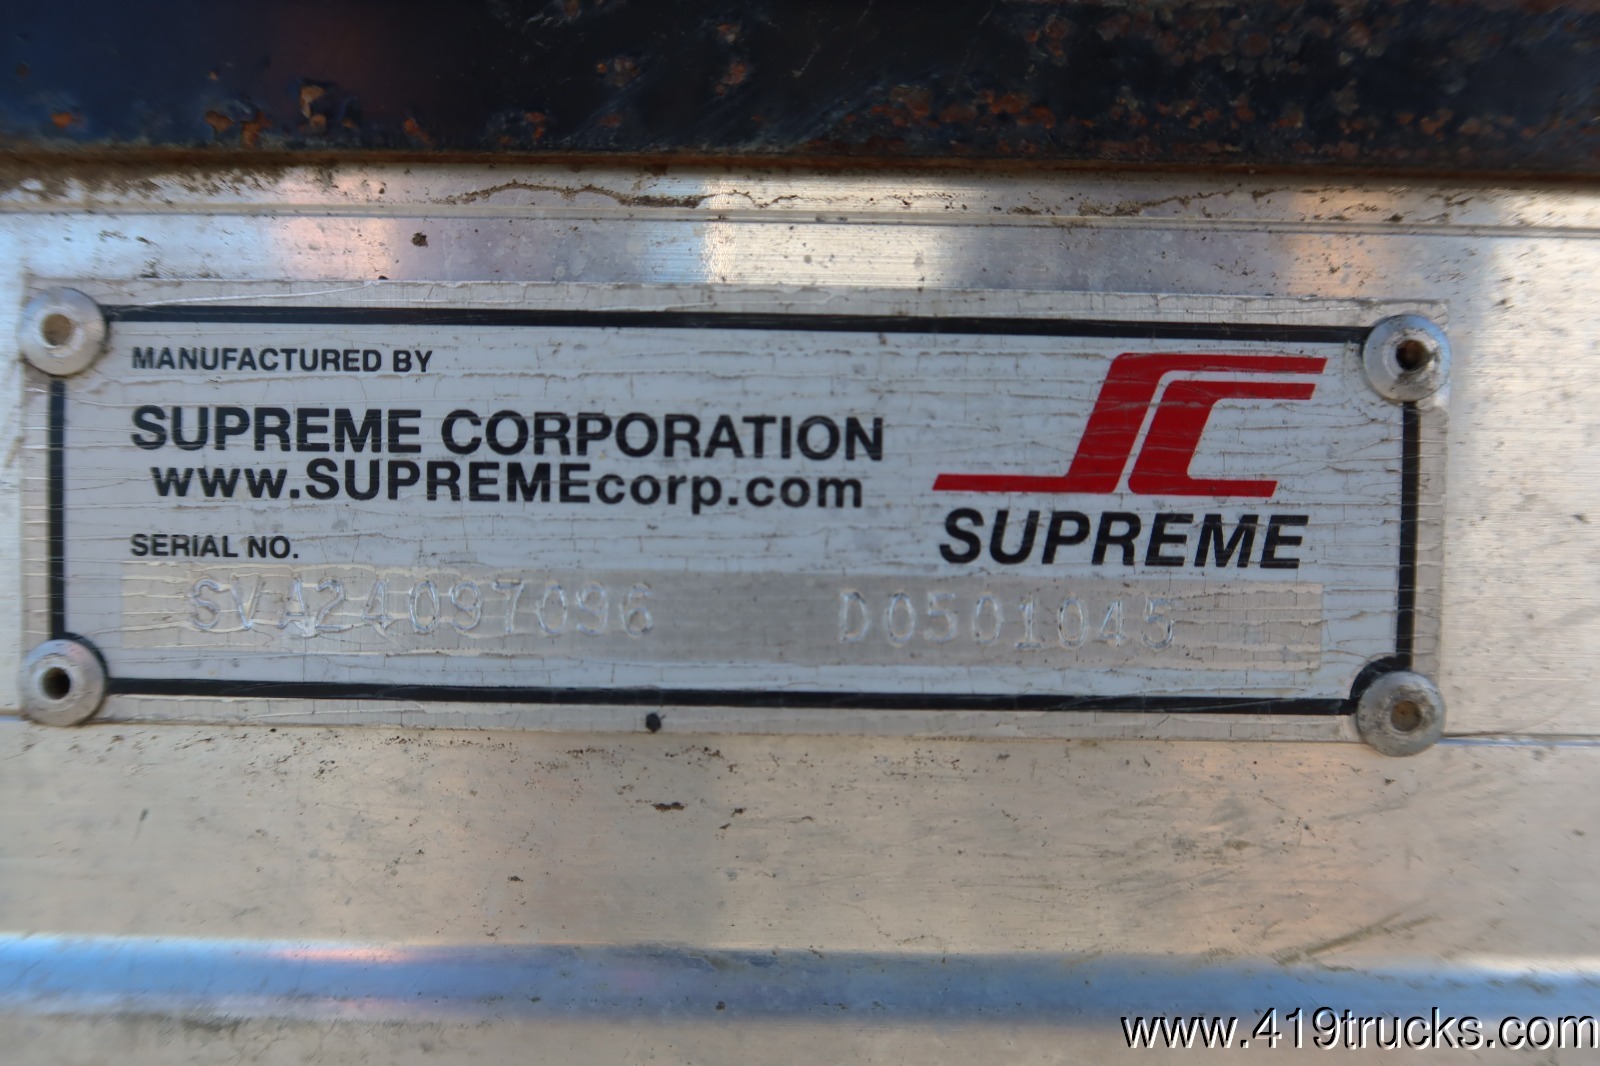 MANUFACTURED BY
SUPREME CORPORATION
www.SUPREMEcorp.com
SUPREME
SERIAL NO.
SVA24097096 D0501045
www.419trucks.com